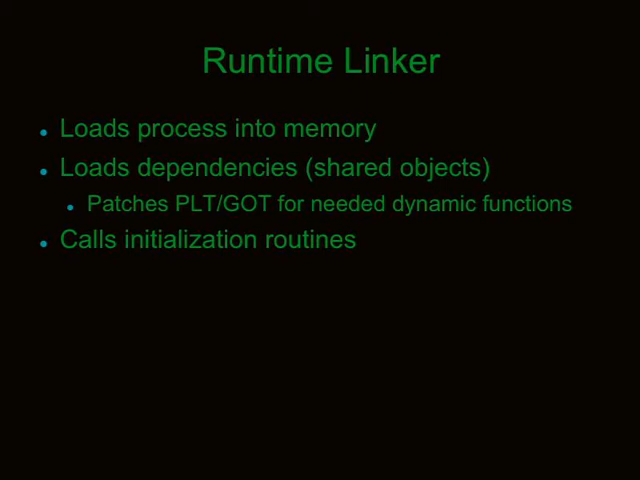 Runtime Linker
Loads process into memory
Loads dependencies (shared objects)
Patches PLT/GOT for needed dynamic functions
Calls initialization routines